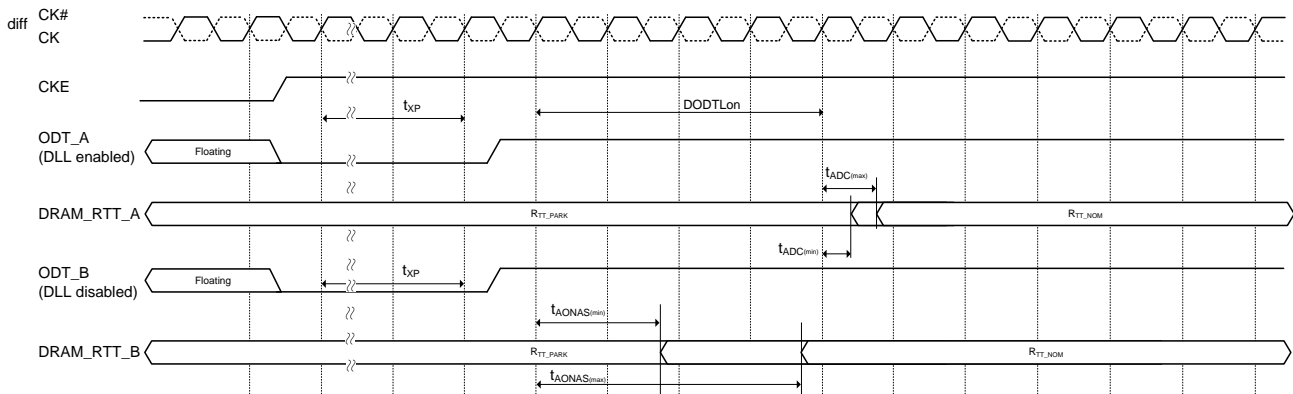 diff
CK#
CK
CKE
tXP
DODTLon
ODT_A
(DLL enabled)
Floating
tADC(max)
DRAM_RTT_A
RTT_PARK
RTT_NOM
tADC(min)
ODT_B
(DLL disabled)
Floating
tXP
tAONAS(min)
DRAM_RTT_B
RTT_PARK
RTT_NOM
tAONAS(max)